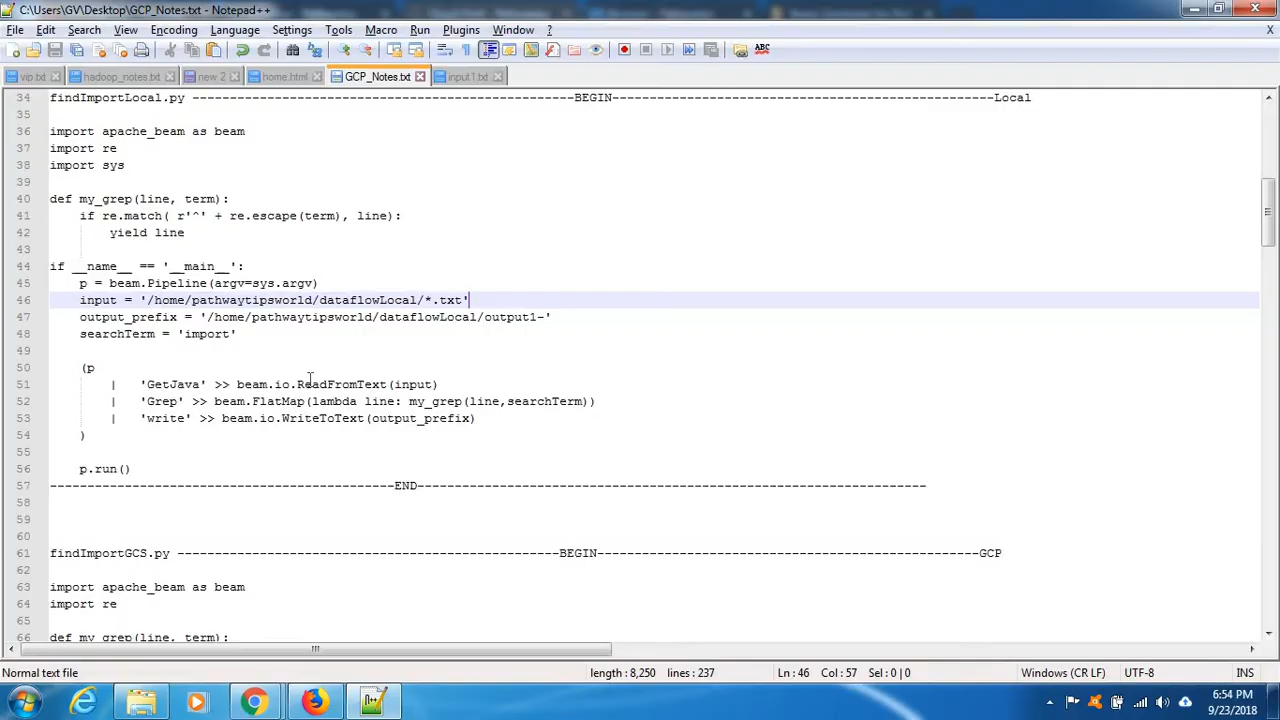 C:\Users\GV\Desktop\GCP_Notes.txt - Notepad++
File Edit Search View Encoding Language Settings Tools Macro Run Plugins Window ? X
vip.txt hadoop_notes.txt new 2 home.html GCP_Notes.txt input1.txt
34 findImportLocal.py ------------------------------------------------------BEGIN---------------------------------------------------Local
35
36 import apache_beam as beam
37 import re
38 import sys
39
40 def my_grep(line, term):
41     if re.match( r'^' + re.escape(term), line):
42         yield line
43
44 if __name__ == '__main__':
45     p = beam.Pipeline(argv=sys.argv)
46     input = '/home/pathwaytipsworld/dataflowLocal/*.txt'
47     output_prefix = '/home/pathwaytipsworld/dataflowLocal/output1-'
48     searchTerm = 'import'
49
50     (p
51         |   'GetJava' >> beam.io.ReadFromText(input)
52         |   'Grep' >> beam.FlatMap(lambda line: my_grep(line,searchTerm))
53         |   'write' >> beam.io.WriteToText(output_prefix)
54     )
55
56     p.run()
57 ----------------------------------------------END--------------------------------------------------------------------
58
59
60
61 findImportGCS.py ---------------------------------------------------BEGIN---------------------------------------------------GCP
62
63 import apache_beam as beam
64 import re
65
66 def my_grep(line, term):
Normal text file length : 8,250 lines : 237 Ln : 46 Col : 57 Sel : 0 | 0 Windows (CR LF) UTF-8 INS
6:54 PM
9/23/2018